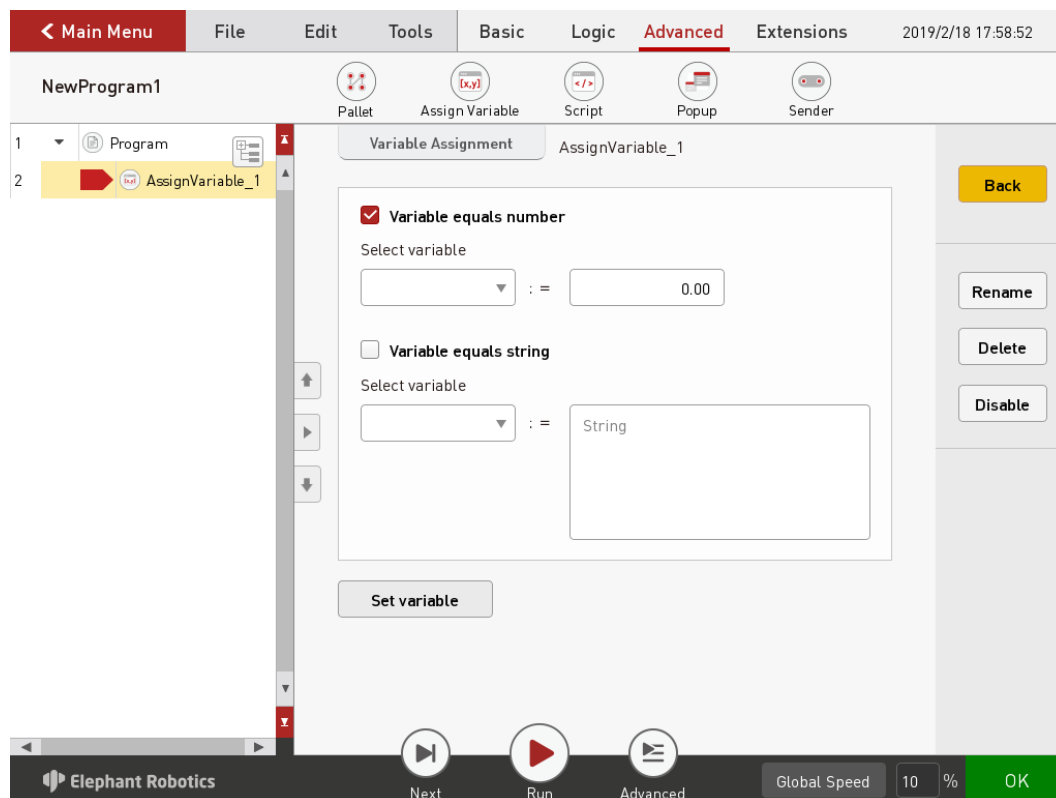 Main Menu File Edit Tools Basic Logic Advanced Extensions 2019/2/18 17:58:52
NewProgram1
[x,y] </>
Pallet Assign Variable Script Popup Sender
1 Program
2 AssignVariable_1
Variable Assignment AssignVariable_1
Back
Variable equals number
Select variable
: = 0.00
Rename
Variable equals string
Delete
Select variable
Disable
: = String
Set variable
Elephant Robotics
Next Run Advanced
Global Speed 10 % OK